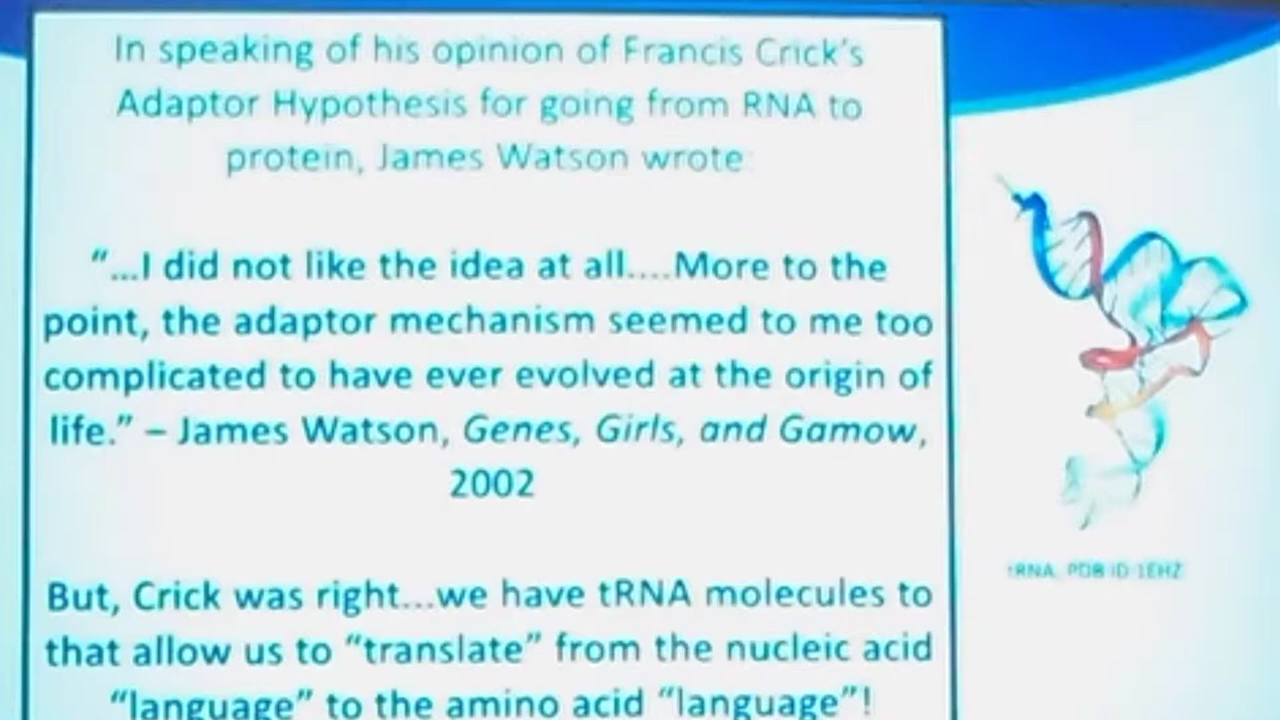 In speaking of his opinion of Francis Crick's
Adaptor Hypothesis for going from RNA to
protein, James Watson wrote:
"...I did not like the idea at all....More to the
point, the adaptor mechanism seemed to me too
complicated to have ever evolved at the origin of
life." – James Watson, Genes, Girls, and Gamow,
2002
But, Crick was right...we have tRNA molecules to
that allow us to "translate" from the nucleic acid
"language" to the amino acid "language"!
tRNA, PDB ID 1EHZ